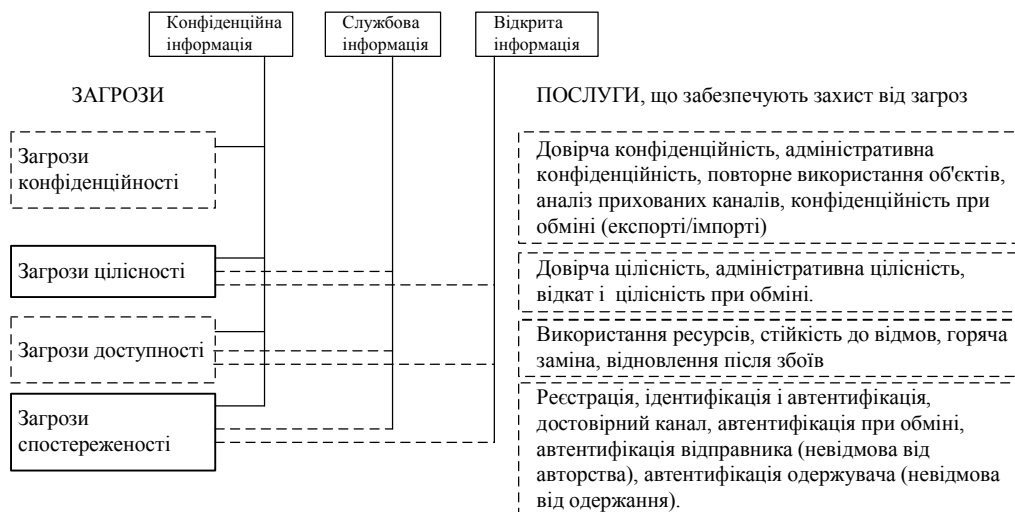 Конфіденційна
інформація
Службова
інформація
Відкрита
інформація
ЗАГРОЗИ
ПОСЛУГИ, що забезпечують захист від загроз
Загрози
конфіденційності
Довірча конфіденційність, адміністративна
конфіденційність, повторне використання об'єктів,
аналіз прихованих каналів, конфіденційність при
обміні (експорті/імпорті)
Загрози цілісності
Довірча цілісність, адміністративна цілісність,
відкат і цілісність при обміні.
Загрози доступності
Використання ресурсів, стійкість до відмов, горяча
заміна, відновлення після збоїв
Загрози
спостереженості
Реєстрація, ідентифікація і автентифікація,
достовірний канал, автентифікація при обміні,
автентифікація відправника (невідмова від
авторства), автентифікація одержувача (невідмова
від одержання).